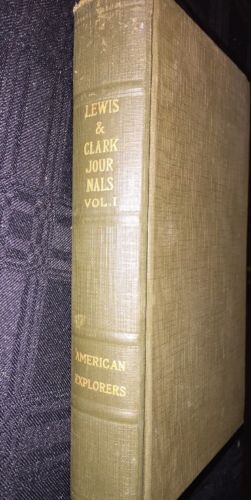 LEWIS
&
CLARK
JOUR
NALS
VOL. I
AMERICAN
EXPLORERS